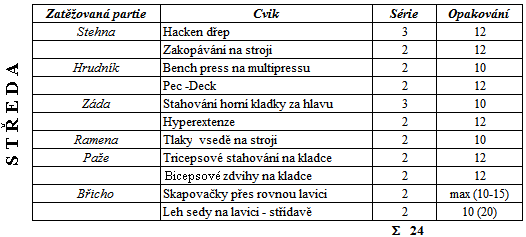 STŘEDA
Zatěžovaná partie Cvik Série Opakování
Stehna Hacken dřep 3 12
Zakopávání na stroji 2 12
Hrudník Bench press na multipressu 2 10
Pec -Deck 2 12
Záda Stahování horní kladky za hlavu 3 10
Hyperextenze 2 12
Ramena Tlaky vsedě na stroji 2 10
Paže Tricepsové stahování na kladce 2 12
Bicepsové zdvihy na kladce 2 12
Břicho Skapovačky přes rovnou lavici 2 max (10-15)
Leh sedy na lavici - střídavě 2 10 (20)
Σ 24